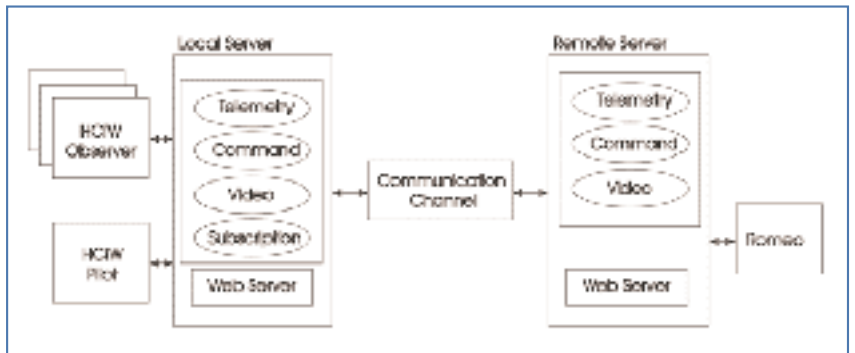 Local Server
Remote Server
HCIW
Observer
HCIW
Pilot
Telemetry
Command
Video
Subscription
Web Server
Communication
Channel
Telemetry
Command
Video
Web Server
Romeo